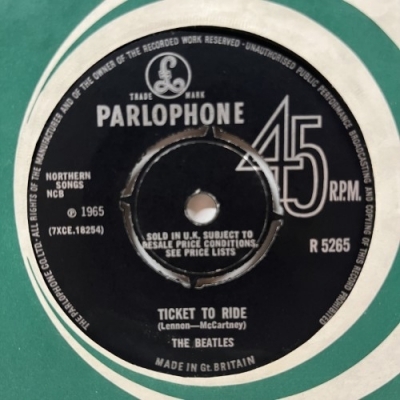 THE PARLOPHONE CO. LTD.—ALL RIGHTS OF THE MANUFACTURER AND OF THE OWNER OF THE RECORDED WORK RESERVED—UNAUTHORISED PUBLIC PERFORMANCE BROADCASTING AND COPYING OF THIS RECORD PROHIBITED
£
TRADE MARK
PARLOPHONE
45
R.P.M.
NORTHERN
SONGS
NCB
℗ 1965
(7XCE.18254)
SOLD IN U.K. SUBJECT TO
RESALE PRICE CONDITIONS,
SEE PRICE LISTS
R 5265
TICKET TO RIDE
(Lennon—McCartney)
THE BEATLES
MADE IN Gt. BRITAIN